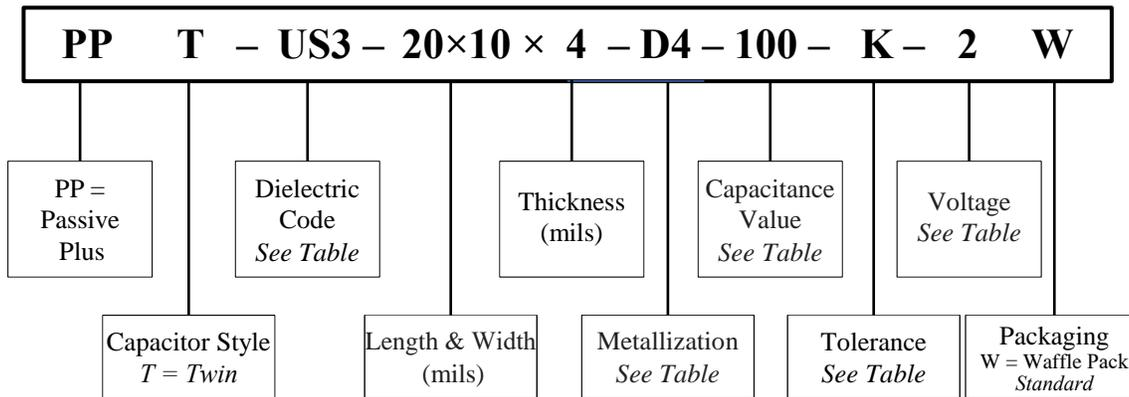 PP T – US3 – 20×10 × 4 – D4 – 100 – K – 2 W
PP =
Passive
Plus
Dielectric
Code
See Table
Thickness
(mils)
Capacitance
Value
See Table
Voltage
See Table
Capacitor Style
T = Twin
Length & Width
(mils)
Metallization
See Table
Tolerance
See Table
Packaging
W = Waffle Pack
Standard